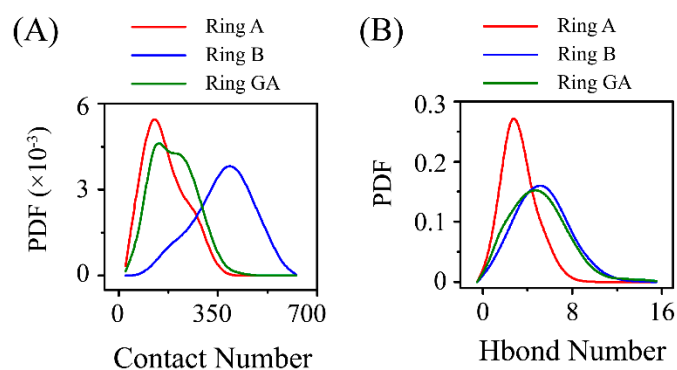 (A)
Ring A
Ring B
Ring GA
PDF (×10⁻³)
6
3
0
0
350
700
Contact Number
(B)
Ring A
Ring B
Ring GA
PDF
0.3
0.2
0.1
0
0
8
16
Hbond Number